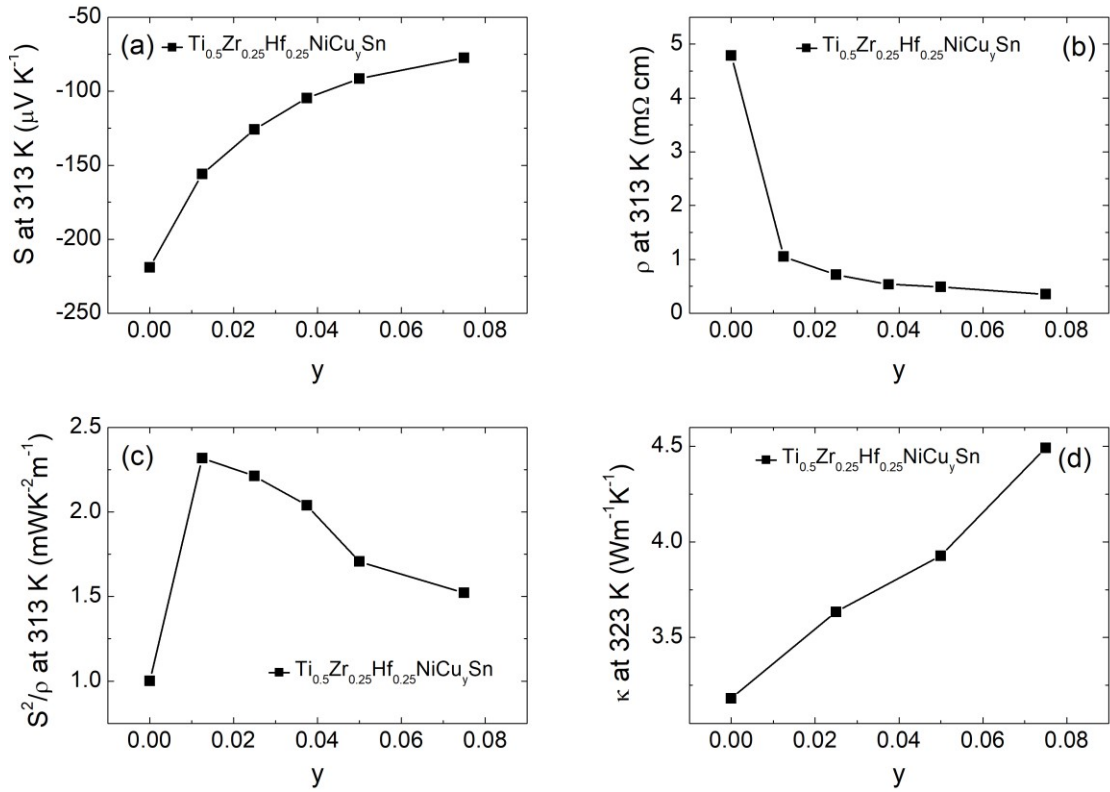 (a)
Ti0.5Zr0.25Hf0.25NiCuySn
-50
-100
-150
-200
-250
S at 313 K (μV K-1)
0.00 0.02 0.04 0.06 0.08
y
(b)
Ti0.5Zr0.25Hf0.25NiCuySn
5
4
3
2
1
0
ρ at 313 K (mΩ cm)
0.00 0.02 0.04 0.06 0.08
y
(c)
2.5
2.0
1.5
1.0
S2/ρ at 313 K (mWK-2m-1)
Ti0.5Zr0.25Hf0.25NiCuySn
0.00 0.02 0.04 0.06 0.08
y
Ti0.5Zr0.25Hf0.25NiCuySn
(d)
4.5
4.0
3.5
κ at 323 K (Wm-1K-1)
0.00 0.02 0.04 0.06 0.08
y